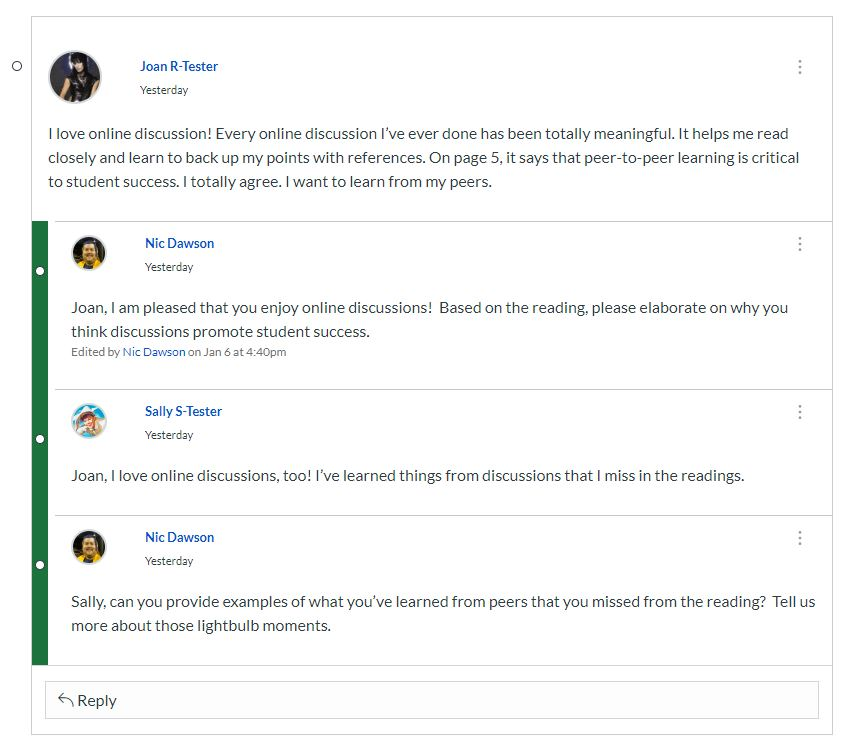 Joan R-Tester
Yesterday
I love online discussion! Every online discussion I've ever done has been totally meaningful. It helps me read
closely and learn to back up my points with references. On page 5, it says that peer-to-peer learning is critical
to student success. I totally agree. I want to learn from my peers.
Nic Dawson
Yesterday
Joan, I am pleased that you enjoy online discussions!  Based on the reading, please elaborate on why you
think discussions promote student success.
Edited by Nic Dawson on Jan 6 at 4:40pm
Sally S-Tester
Yesterday
Joan, I love online discussions, too! I've learned things from discussions that I miss in the readings.
Nic Dawson
Yesterday
Sally, can you provide examples of what you've learned from peers that you missed from the reading?  Tell us
more about those lightbulb moments.
Reply